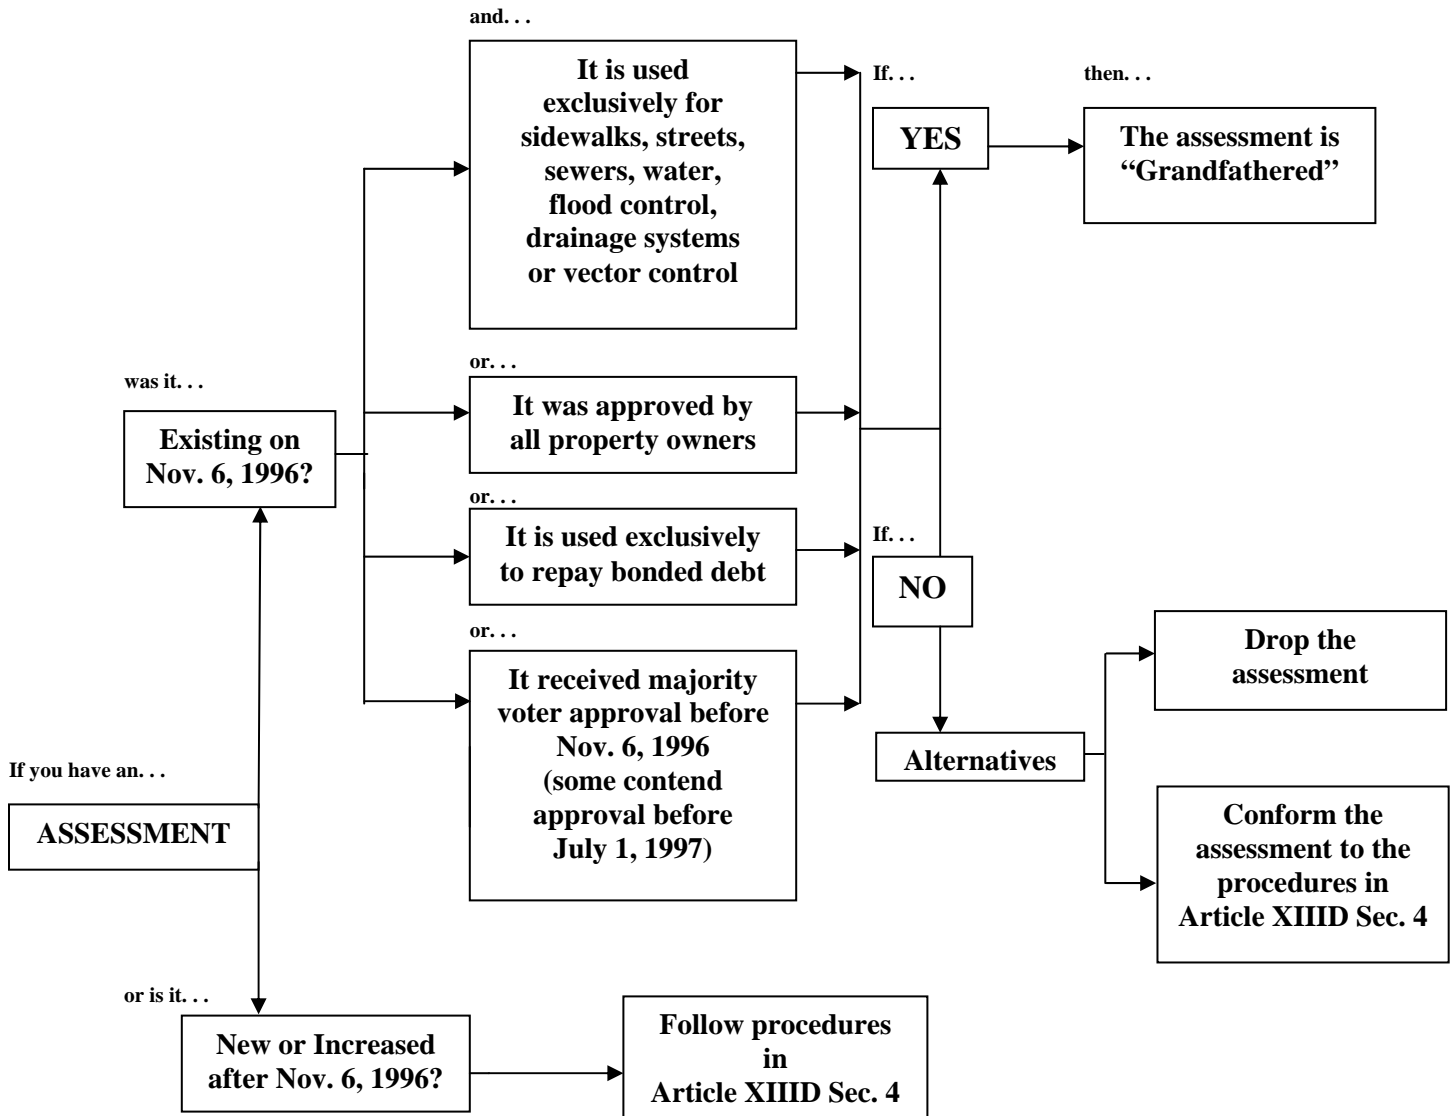 and. . .
It is used
exclusively for
sidewalks, streets,
sewers, water,
flood control,
drainage systems
or vector control
If. . .
YES
then. . .
The assessment is
“Grandfathered”
was it. . .
Existing on
Nov. 6, 1996?
or. . .
It was approved by
all property owners
or. . .
It is used exclusively
to repay bonded debt
If. . .
NO
or. . .
It received majority
voter approval before
Nov. 6, 1996
(some contend
approval before
July 1, 1997)
Alternatives
Drop the
assessment
Conform the
assessment to the
procedures in
Article XIIID Sec. 4
If you have an. . .
ASSESSMENT
or is it. . .
New or Increased
after Nov. 6, 1996?
Follow procedures
in
Article XIIID Sec. 4